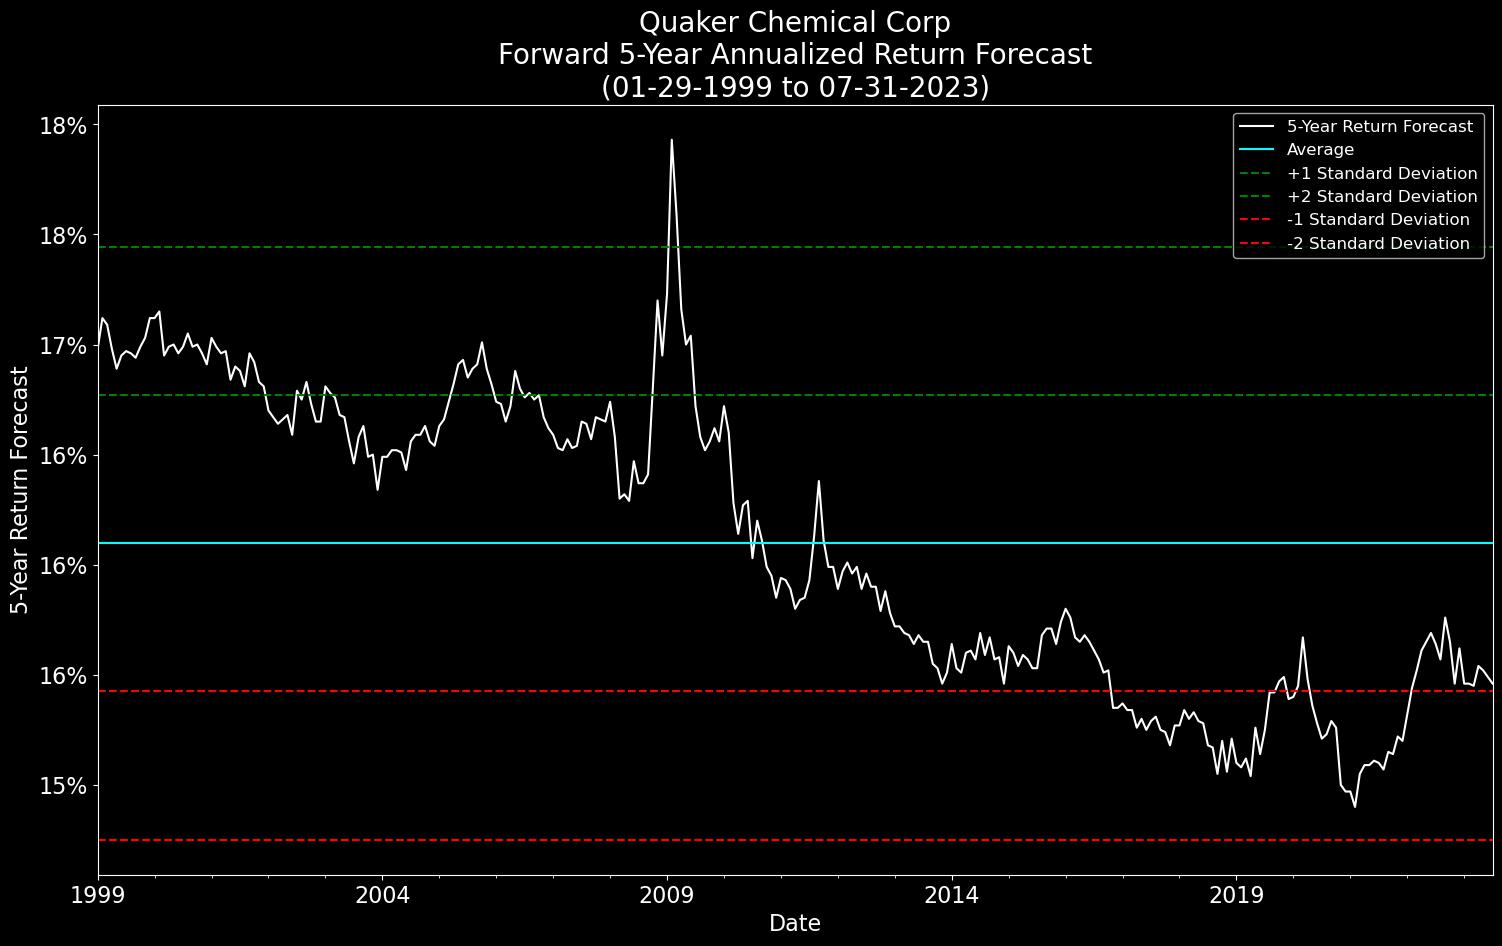 Quaker Chemical Corp
Forward 5-Year Annualized Return Forecast
(01-29-1999 to 07-31-2023)
5-Year Return Forecast
Average
+1 Standard Deviation
+2 Standard Deviation
-1 Standard Deviation
-2 Standard Deviation
18%
18%
17%
16%
16%
16%
15%
5-Year Return Forecast
1999
2004
2009
2014
2019
Date